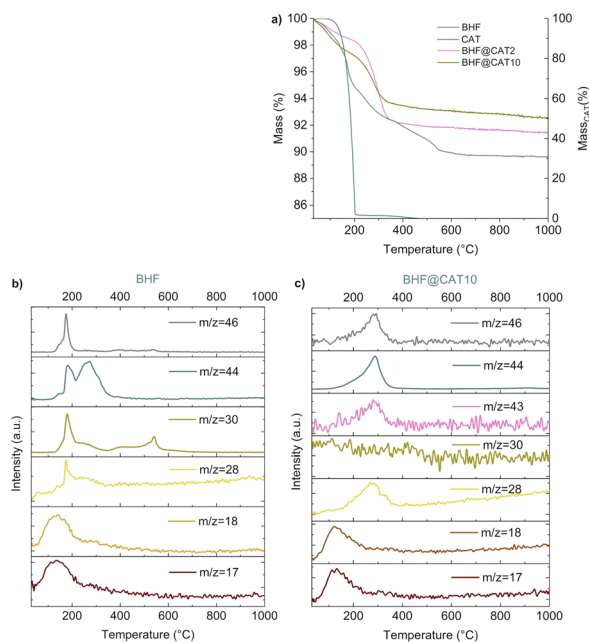 a)
100
98
96
94
92
90
88
86
Mass (%)
BHF
CAT
BHF@CAT2
BHF@CAT10
100
80
60
40
20
0
Mass_CAT(%)
200 400 600 800 1000
Temperature (°C)
b)
BHF
200 400 600 800 1000
m/z=46
m/z=44
m/z=30
m/z=28
m/z=18
m/z=17
Intensity (a.u.)
200 400 600 800 1000
Temperature (°C)
c)
BHF@CAT10
200 400 600 800 1000
m/z=46
m/z=44
m/z=43
m/z=30
m/z=28
m/z=18
m/z=17
Intensity (a.u.)
200 400 600 800 1000
Temperature (°C)